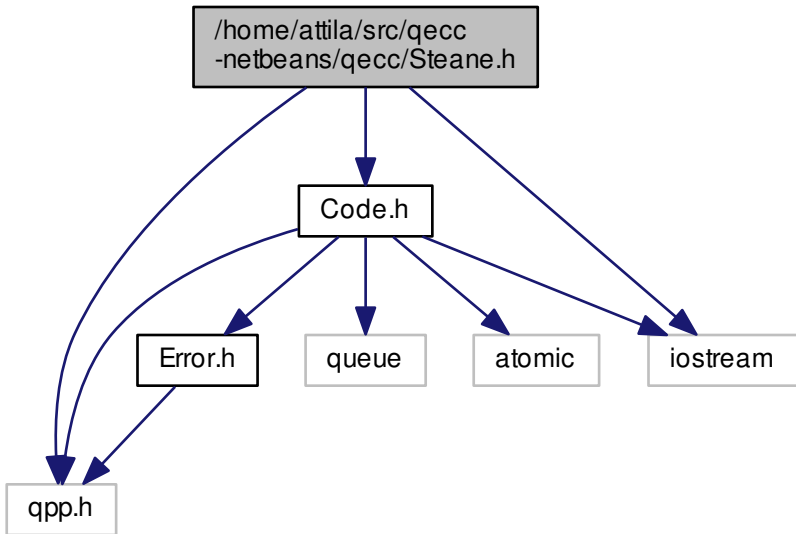 /home/attila/src/qecc
-netbeans/qecc/Steane.h
Code.h
Error.h
queue
atomic
iostream
qpp.h